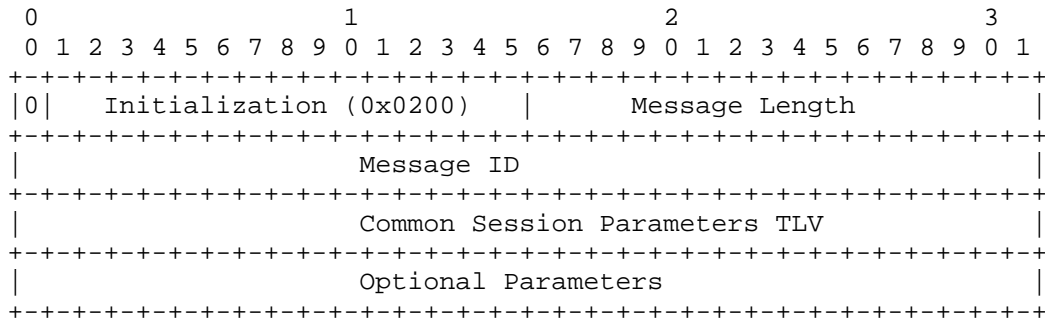 0                   1                   2                   3
 0 1 2 3 4 5 6 7 8 9 0 1 2 3 4 5 6 7 8 9 0 1 2 3 4 5 6 7 8 9 0 1
+-+-+-+-+-+-+-+-+-+-+-+-+-+-+-+-+-+-+-+-+-+-+-+-+-+-+-+-+-+-+-+-+
|0|   Initialization (0x0200)   |      Message Length           |
+-+-+-+-+-+-+-+-+-+-+-+-+-+-+-+-+-+-+-+-+-+-+-+-+-+-+-+-+-+-+-+-+
|                     Message ID                                |
+-+-+-+-+-+-+-+-+-+-+-+-+-+-+-+-+-+-+-+-+-+-+-+-+-+-+-+-+-+-+-+-+
|                     Common Session Parameters TLV             |
+-+-+-+-+-+-+-+-+-+-+-+-+-+-+-+-+-+-+-+-+-+-+-+-+-+-+-+-+-+-+-+-+
|                     Optional Parameters                       |
+-+-+-+-+-+-+-+-+-+-+-+-+-+-+-+-+-+-+-+-+-+-+-+-+-+-+-+-+-+-+-+-+